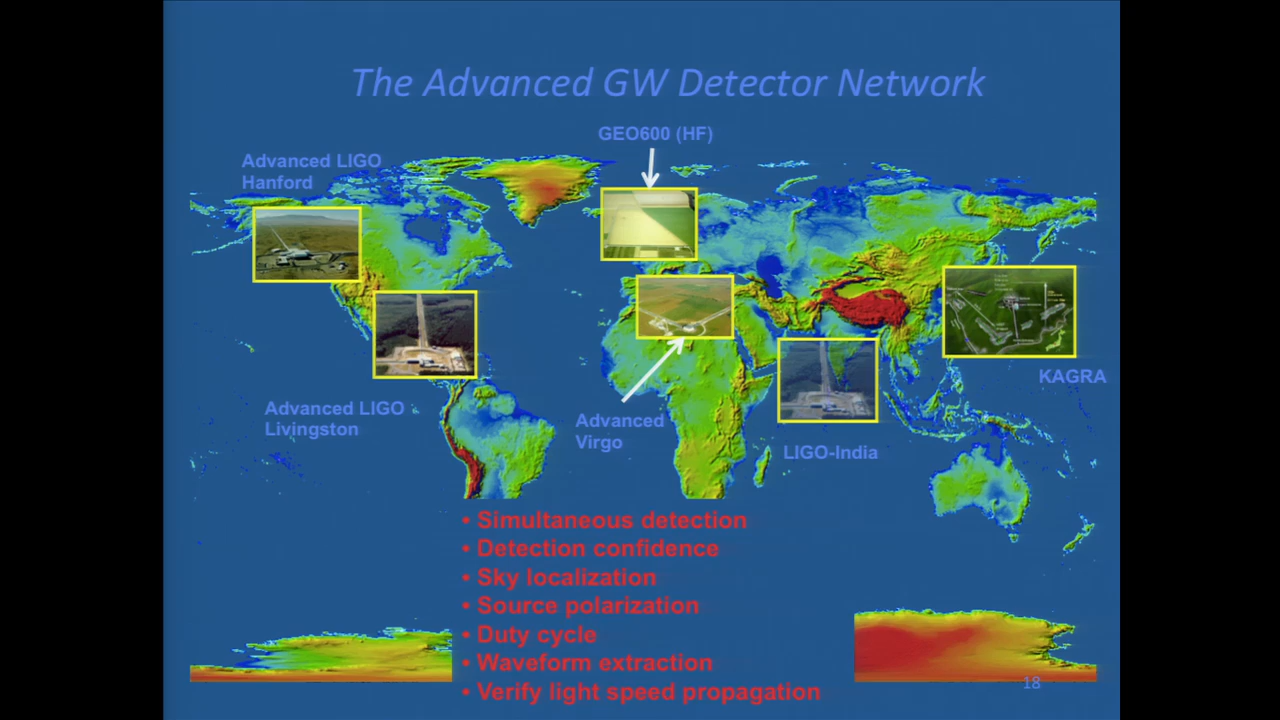 The Advanced GW Detector Network
GEO600 (HF)
Advanced LIGO
Hanford
KAGRA
Advanced LIGO
Livingston
Advanced
Virgo
LIGO-India
• Simultaneous detection
• Detection confidence
• Sky localization
• Source polarization
• Duty cycle
• Waveform extraction
• Verify light speed propagation
18